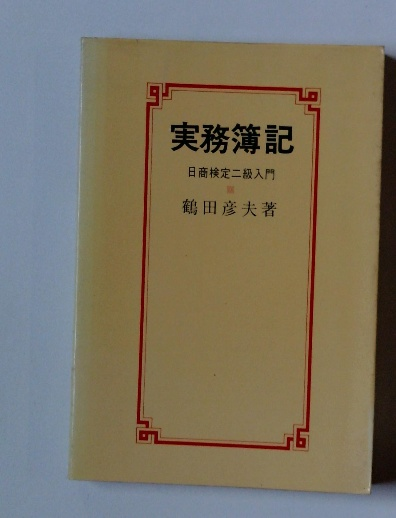 実務簿記
日商検定二級入門
鶴田彦夫著